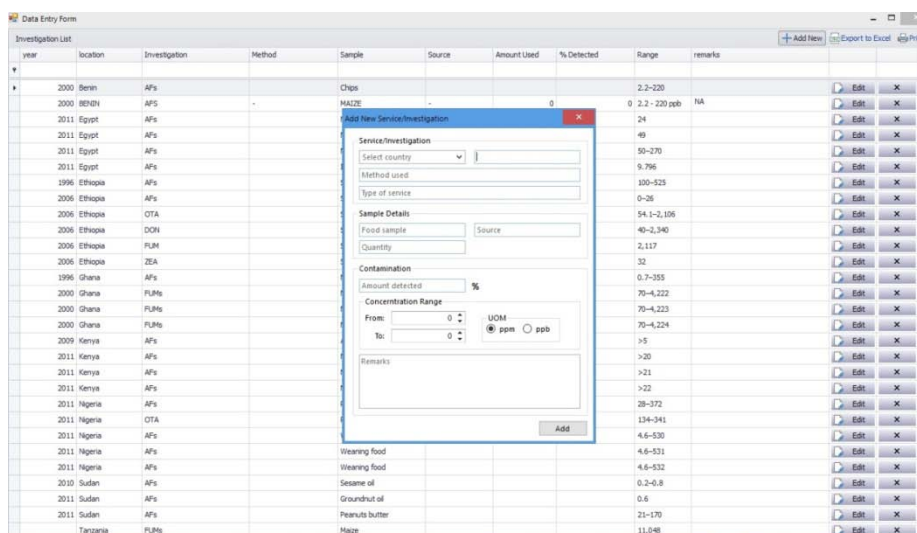 Data Entry Form
Investigation List
Add New Export to Excel
year location Investigation Method Sample Source Amount Used % Detected Range remarks
2000 Benin AFs Chips 2.2–220 Edit
2000 BENIN AFS - MAIZE - 0 0 2.2 - 220 ppb NA Edit
2011 Egypt AFs 24 Edit
2011 Egypt AFs 49 Edit
2011 Egypt AFs 50–270 Edit
2011 Egypt AFs 9.796 Edit
1996 Ethiopia AFs 100–525 Edit
2006 Ethiopia AFs 0–26 Edit
2006 Ethiopia OTA 54.1–2,106 Edit
2006 Ethiopia DON 40–2,340 Edit
2006 Ethiopia FUM 2,117 Edit
2006 Ethiopia ZEA 32 Edit
1996 Ghana AFs 0.7–355 Edit
2000 Ghana FUMs 70–4,222 Edit
2000 Ghana FUMs 70–4,223 Edit
2000 Ghana FUMs 70–4,224 Edit
2009 Kenya AFs >5 Edit
2011 Kenya AFs >20 Edit
2011 Kenya AFs >21 Edit
2011 Kenya AFs >22 Edit
2011 Nigeria AFs 28–372 Edit
2011 Nigeria OTA 134–341 Edit
2011 Nigeria AFs 4.6–530 Edit
2011 Nigeria AFs Weaning food 4.6–531 Edit
2011 Nigeria AFs Weaning food 4.6–532 Edit
2010 Sudan AFs Sesame oil 0.2–0.8 Edit
2011 Sudan AFs Groundnut oil 0.6 Edit
2011 Sudan AFs Peanuts butter 21–170 Edit
Tanzania FUMs Maize 11,048 Edit
Add New Service/Investigation
Service/Investigation
Select country
Method used
Type of service
Sample Details
Food sample Source
Quantity
Contamination
Amount detected %
Concerntration Range
From: 0
To: 0
UOM
ppm ppb
Remarks
Add